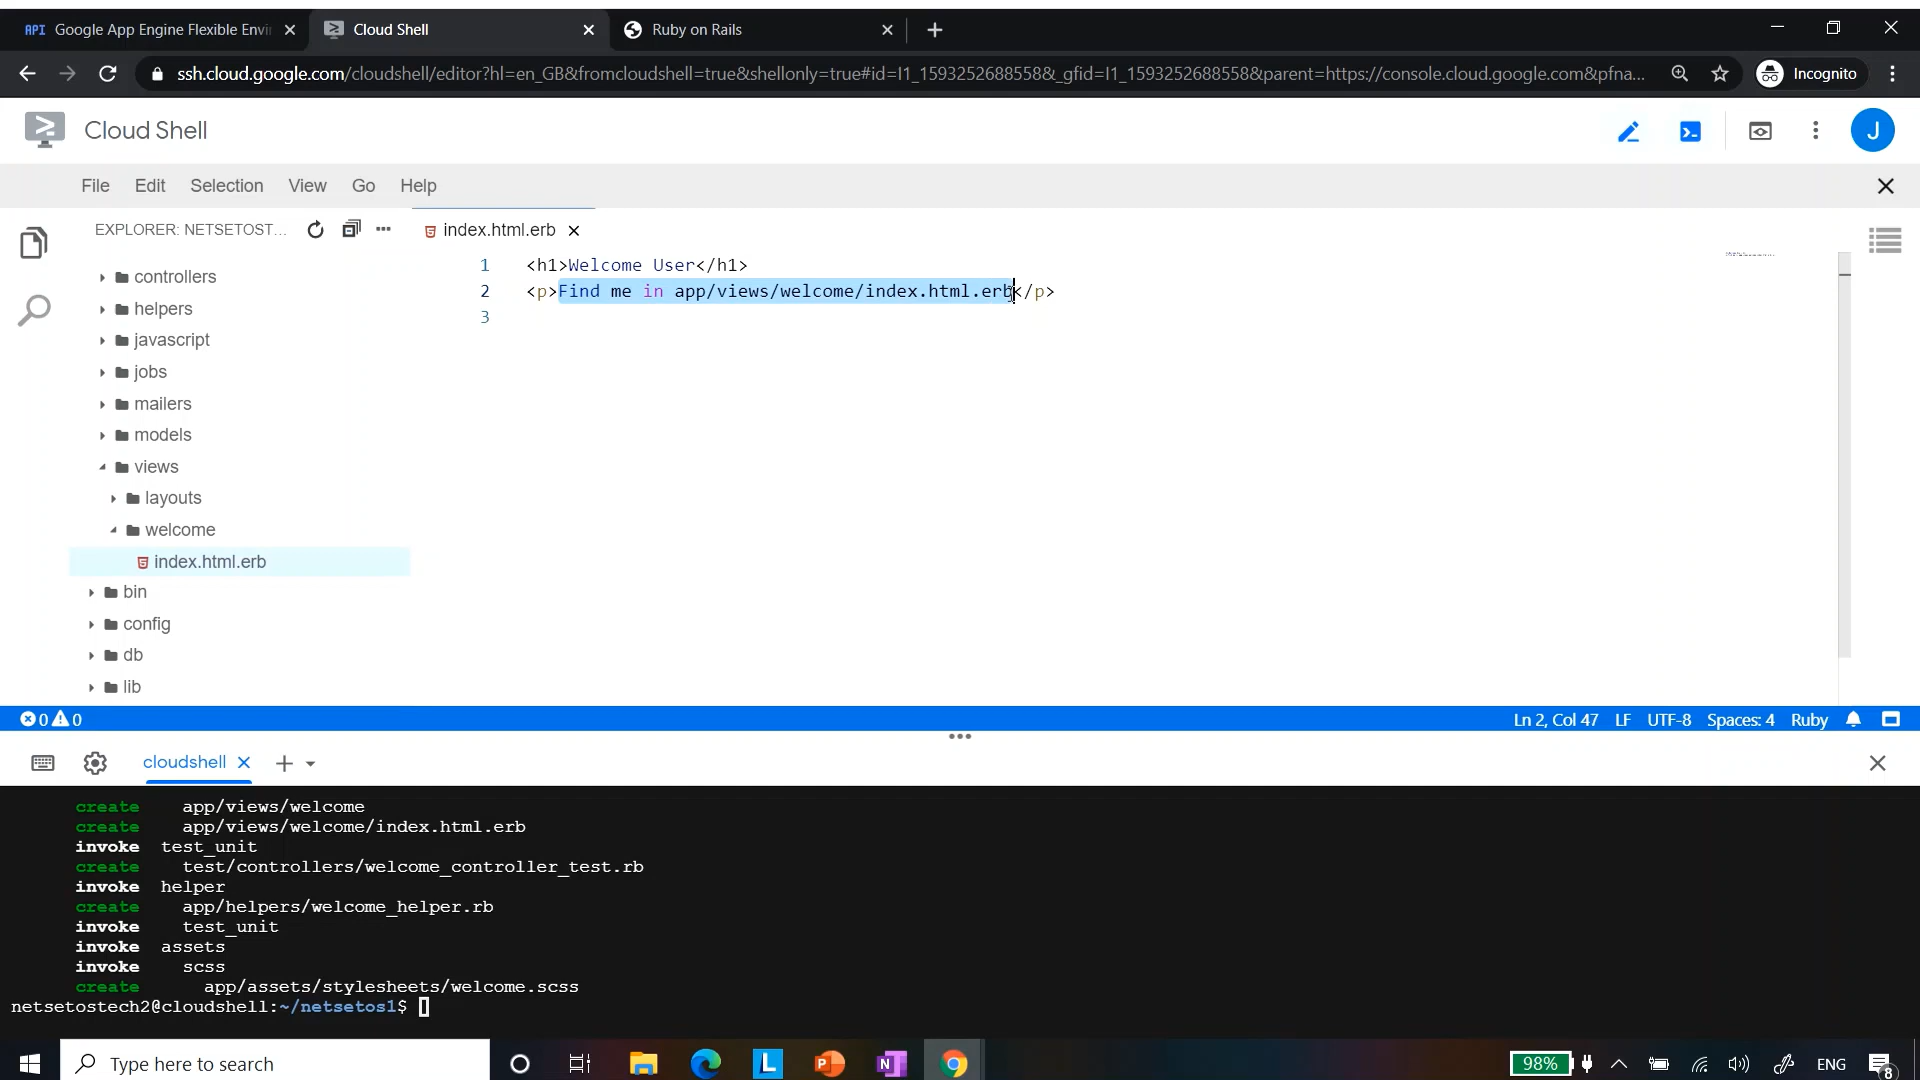 API Google App Engine Flexible Envi
Cloud Shell
Ruby on Rails
ssh.cloud.google.com/cloudshell/editor?hl=en_GB&fromcloudshell=true&shellonly=true#id=I1_1593252688558&_gfid=I1_1593252688558&parent=https://console.cloud.google.com&pfna...
Incognito
Cloud Shell
J
File Edit Selection View Go Help
EXPLORER: NETSETOST...
index.html.erb
1 <h1>Welcome User</h1>
2 <p>Find me in app/views/welcome/index.html.erb</p>
3
controllers
helpers
javascript
jobs
mailers
models
views
layouts
welcome
index.html.erb
bin
config
db
lib
0 0
Ln 2, Col 47 LF UTF-8 Spaces: 4 Ruby
cloudshell
create app/views/welcome
create app/views/welcome/index.html.erb
invoke test_unit
create test/controllers/welcome_controller_test.rb
invoke helper
create app/helpers/welcome_helper.rb
invoke test_unit
invoke assets
invoke scss
create app/assets/stylesheets/welcome.scss
netsetostech2@cloudshell:~/netsetos1$
Type here to search
L
P
N
98%
ENG
8